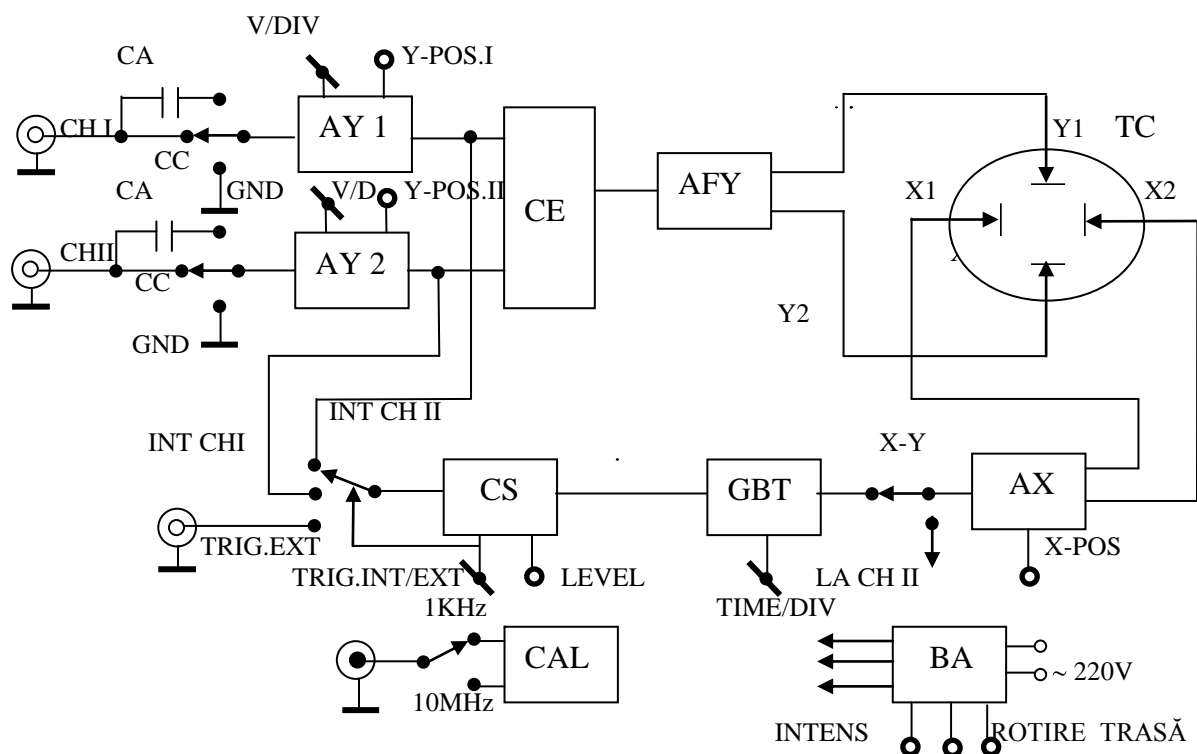 V/DIV
CA
Y-POS.I
CH I
AY 1
CC
Y1
TC
CA
GND
V/D
Y-POS.II
CE
AFY
X1
X2
CHII
AY 2
CC
GND
Y2
INT CH II
INT CHI
X-Y
CS
GBT
AX
TRIG.EXT
X-POS
TRIG.INT/EXT
LEVEL
LA CH II
1KHz
TIME/DIV
CAL
BA
~ 220V
10MHz
INTENS
ROTIRE TRASĂ